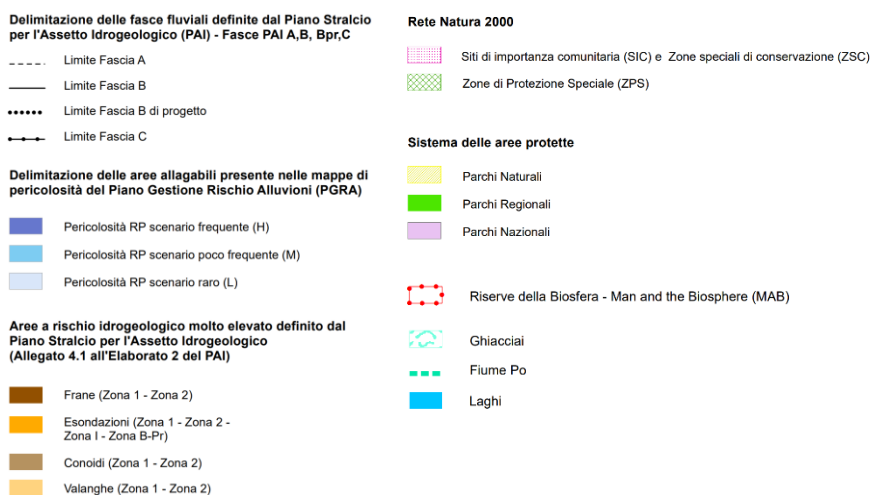 Delimitazione delle fasce fluviali definite dal Piano Stralcio
per l'Assetto Idrogeologico (PAI) - Fasce PAI A,B, Bpr,C
Limite Fascia A
Limite Fascia B
Limite Fascia B di progetto
Limite Fascia C
Delimitazione delle aree allagabili presente nelle mappe di
pericolosità del Piano Gestione Rischio Alluvioni (PGRA)
Pericolosità RP scenario frequente (H)
Pericolosità RP scenario poco frequente (M)
Pericolosità RP scenario raro (L)
Aree a rischio idrogeologico molto elevato definito dal
Piano Stralcio per l'Assetto Idrogeologico
(Allegato 4.1 all'Elaborato 2 del PAI)
Frane (Zona 1 - Zona 2)
Esondazioni (Zona 1 - Zona 2 -
Zona I - Zona B-Pr)
Conoidi (Zona 1 - Zona 2)
Valanghe (Zona 1 - Zona 2)
Rete Natura 2000
Siti di importanza comunitaria (SIC) e Zone speciali di conservazione (ZSC)
Zone di Protezione Speciale (ZPS)
Sistema delle aree protette
Parchi Naturali
Parchi Regionali
Parchi Nazionali
Riserve della Biosfera - Man and the Biosphere (MAB)
Ghiacciai
Fiume Po
Laghi